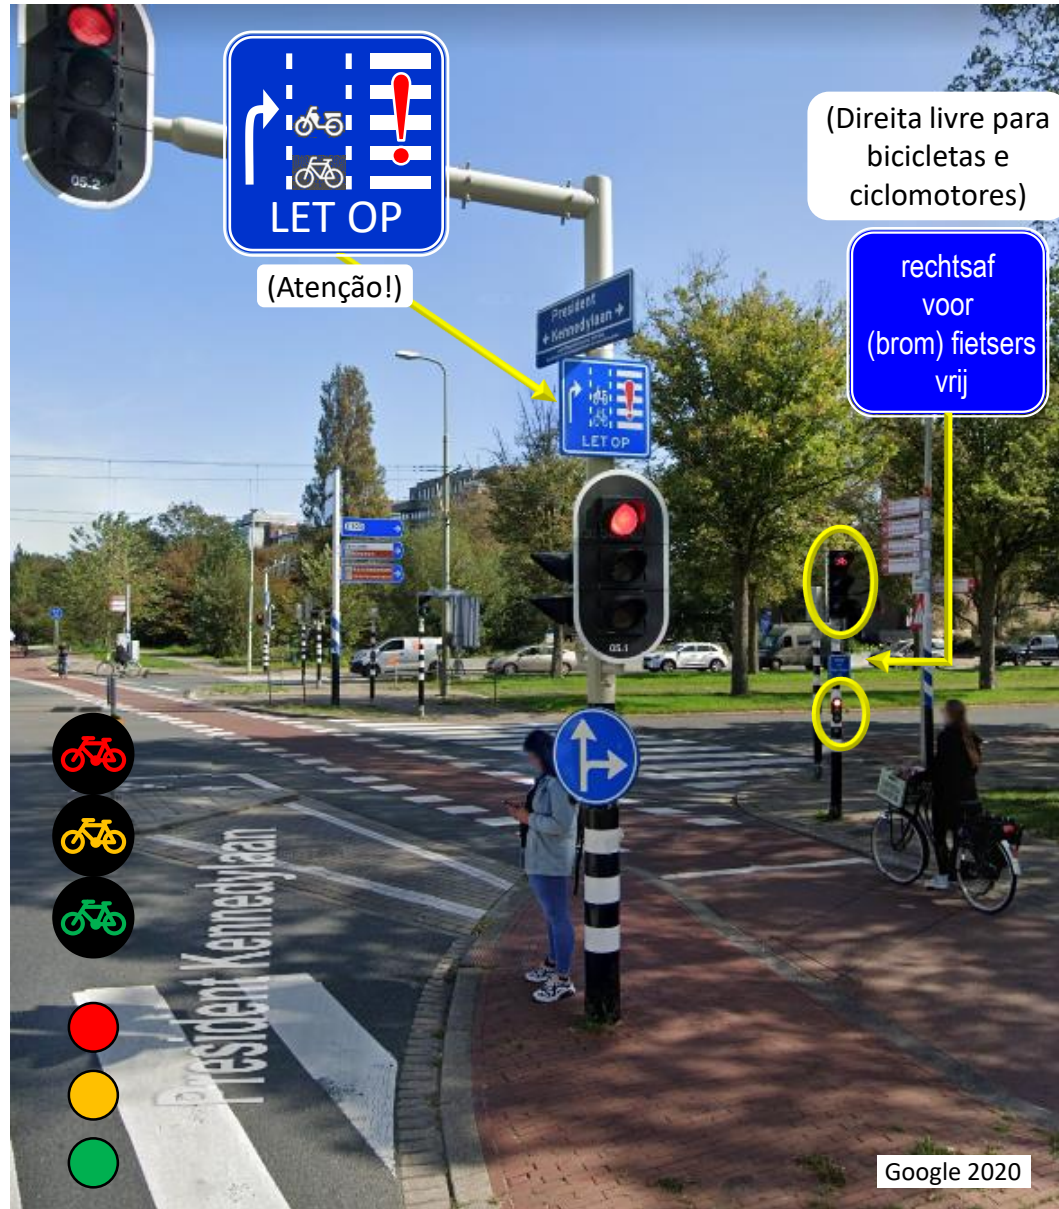 05.2
LET OP
(Atenção!)
(Direita livre para
bicicletas e
ciclomotores)
rechtsaf
voor
(brom) fietsers
vrij
President
Kennedylaan
LET OP
05.1
President Kennedylaan
Google 2020